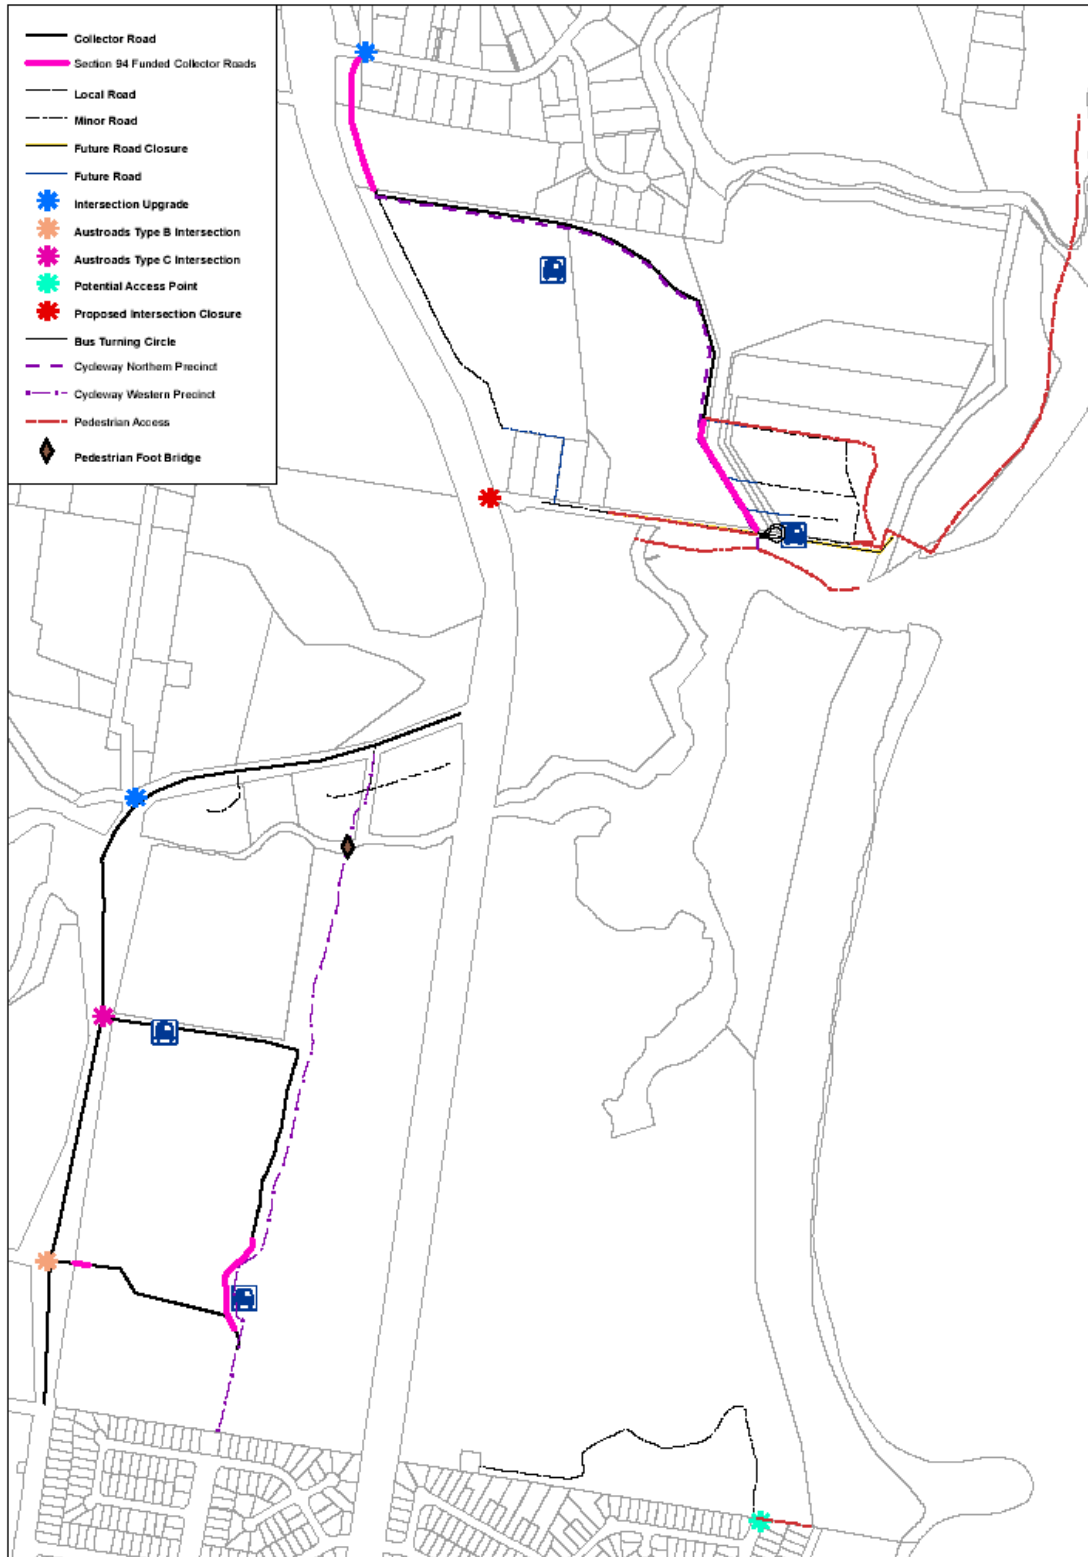 Collector Road
Section 94 Funded Collector Roads
Local Road
Minor Road
Future Road Closure
Future Road
Intersection Upgrade
Austroads Type B Intersection
Austroads Type C Intersection
Potential Access Point
Proposed Intersection Closure
Bus Turning Circle
Cycleway Northern Precinct
Cycleway Western Precinct
Pedestrian Access
Pedestrian Foot Bridge